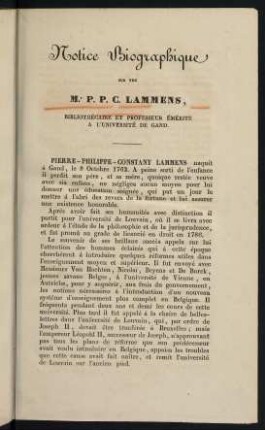 Notice Biographique
SUR FEU
M.r P. P. C. LAMMENS,
BIBLIOTHÉCAIRE ET PROFESSEUR ÉMÉRITE
A L'UNIVERSITÉ DE GAND.
PIERRE-PHILIPPE-CONSTANT LAMMENS naquit
à Gand, le 9 Octobre 1762. A peine sorti de l'enfance
il perdit son père, et sa mère, quoique restée veuve
avec six enfans, ne négligea aucun moyen pour lui
donner une éducation soignée, qui put un jour le
mettre à l'abri des revers de la fortune et lui assurer
une existence honorable.
Après avoir fait ses humanités avec distinction il
partit pour l'université de Louvain, où il se livra avec
ardeur à l'étude de la philosophie et de la jurisprudence,
et fut promu au grade de licencié en droit en 1786.
Le souvenir de ses brillans succès appela sur lui
l'attention des hommes éclairés qui à cette époque
cherchèrent à introduire quelques réformes utiles dans
l'enseignement moyen et supérieur. Il fut envoyé avec
Messieurs Van Hochten, Nicolaï, Beyens et De Burck,
jeunes savans Belges, à l'université de Vienne, en
Autriche, pour y acquérir, aux frais du gouvernement,
les notions nécessaires à l'introduction d'un nouveau
système d'enseignement plus complet en Belgique. Il
fréquenta pendant deux ans et demi les cours de cette
université. Plus tard il fut appelé à la chaire de belles-
lettres dans l'université de Louvain, qui, par ordre de
Joseph II, devait être transférée à Bruxelles; mais
l'empereur Léopold II, successeur de Joseph, n'approuvant
pas tous les plans de réforme que son prédécesseur
avait voulu introduire en Belgique, appaisa les troubles
que cette cause avait fait naître, et remit l'université
de Louvain sur l'ancien pied.